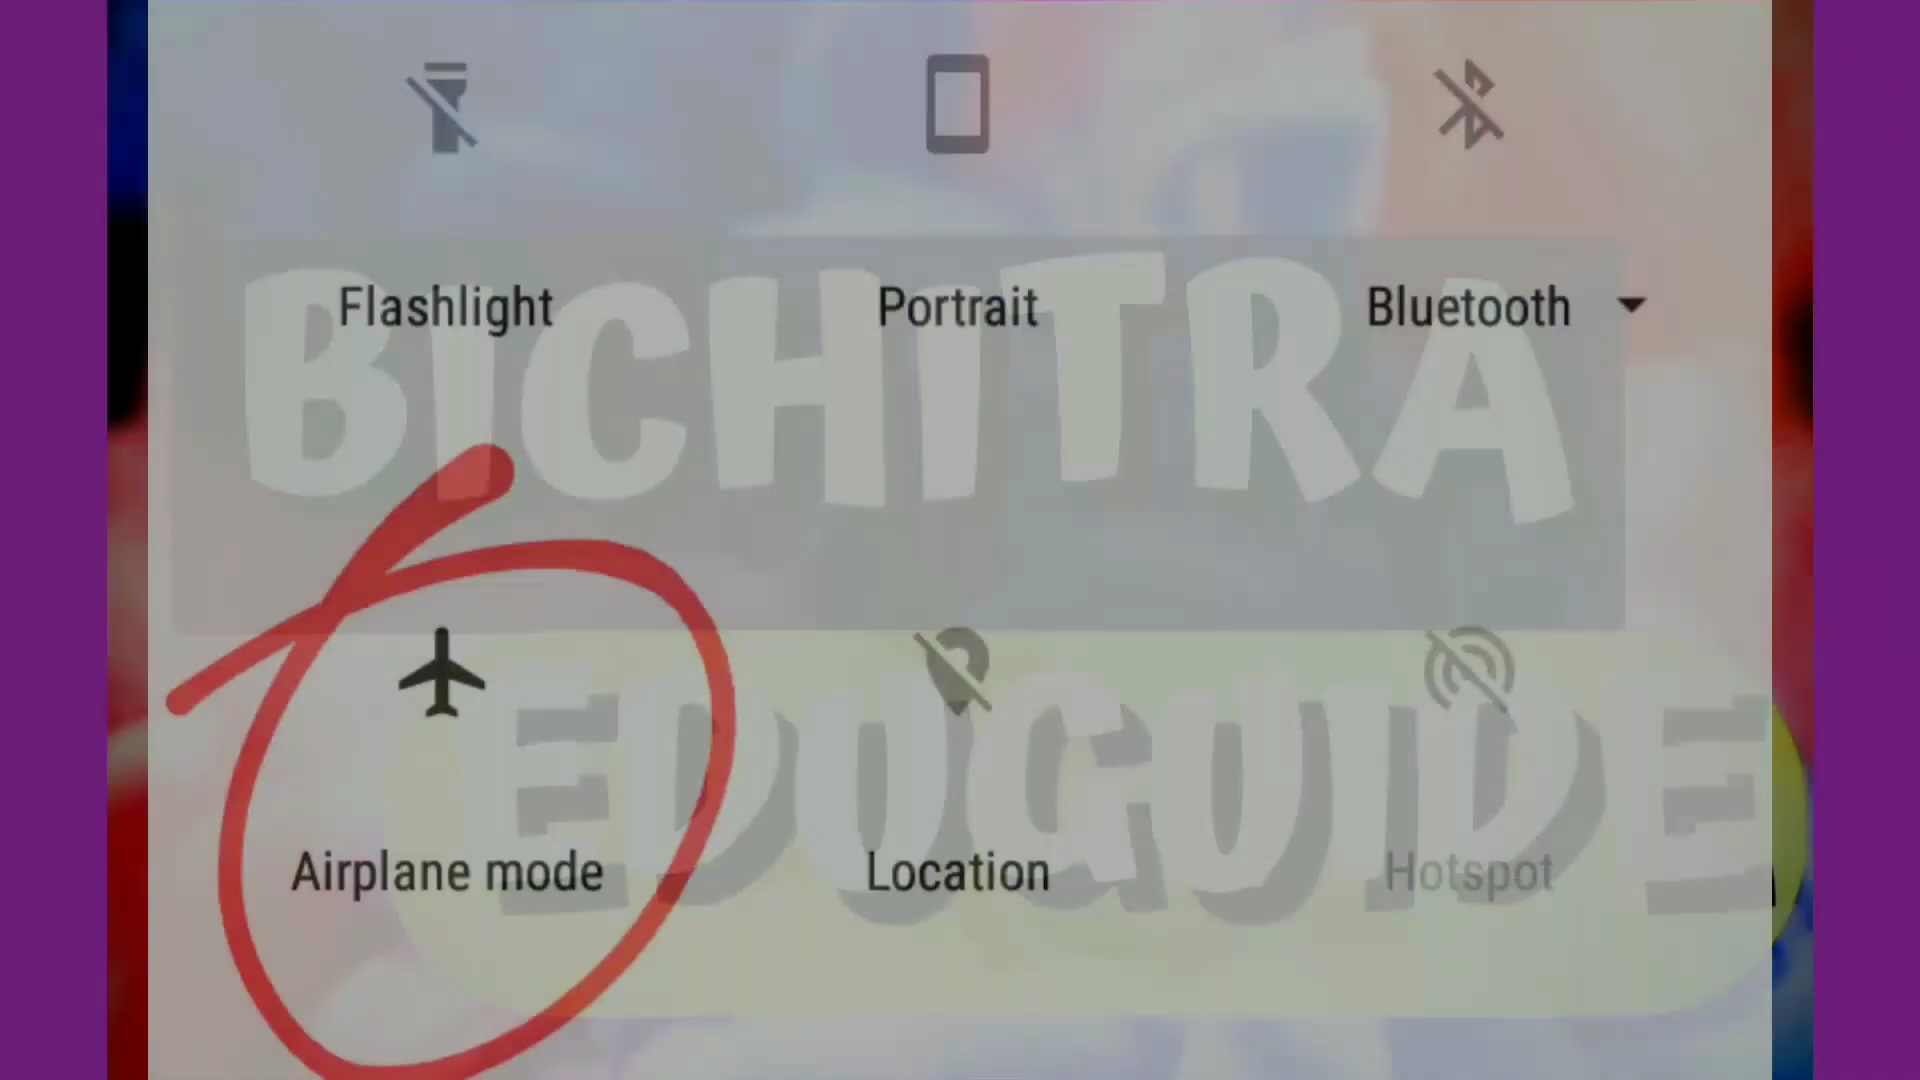 Flashlight Portrait Bluetooth
BICHITRA
EDUGUIDE
Airplane mode Location Hotspot